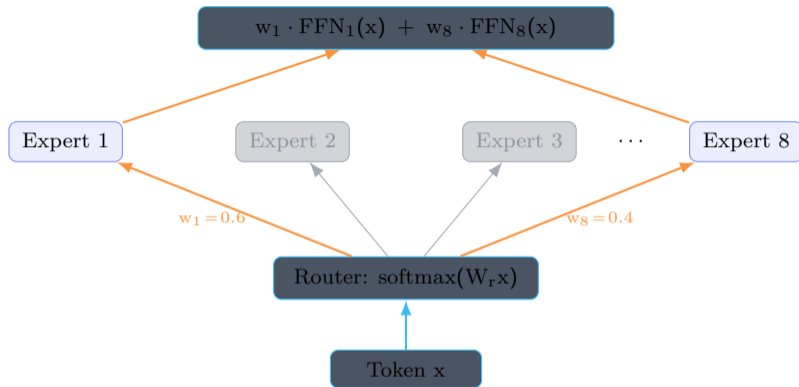 w₁ · FFN₁(x) + w₈ · FFN₈(x)
Expert 1 Expert 2 Expert 3 ⋯ Expert 8
w₁=0.6 w₈=0.4
Router: softmax(Wᵣx)
Token x